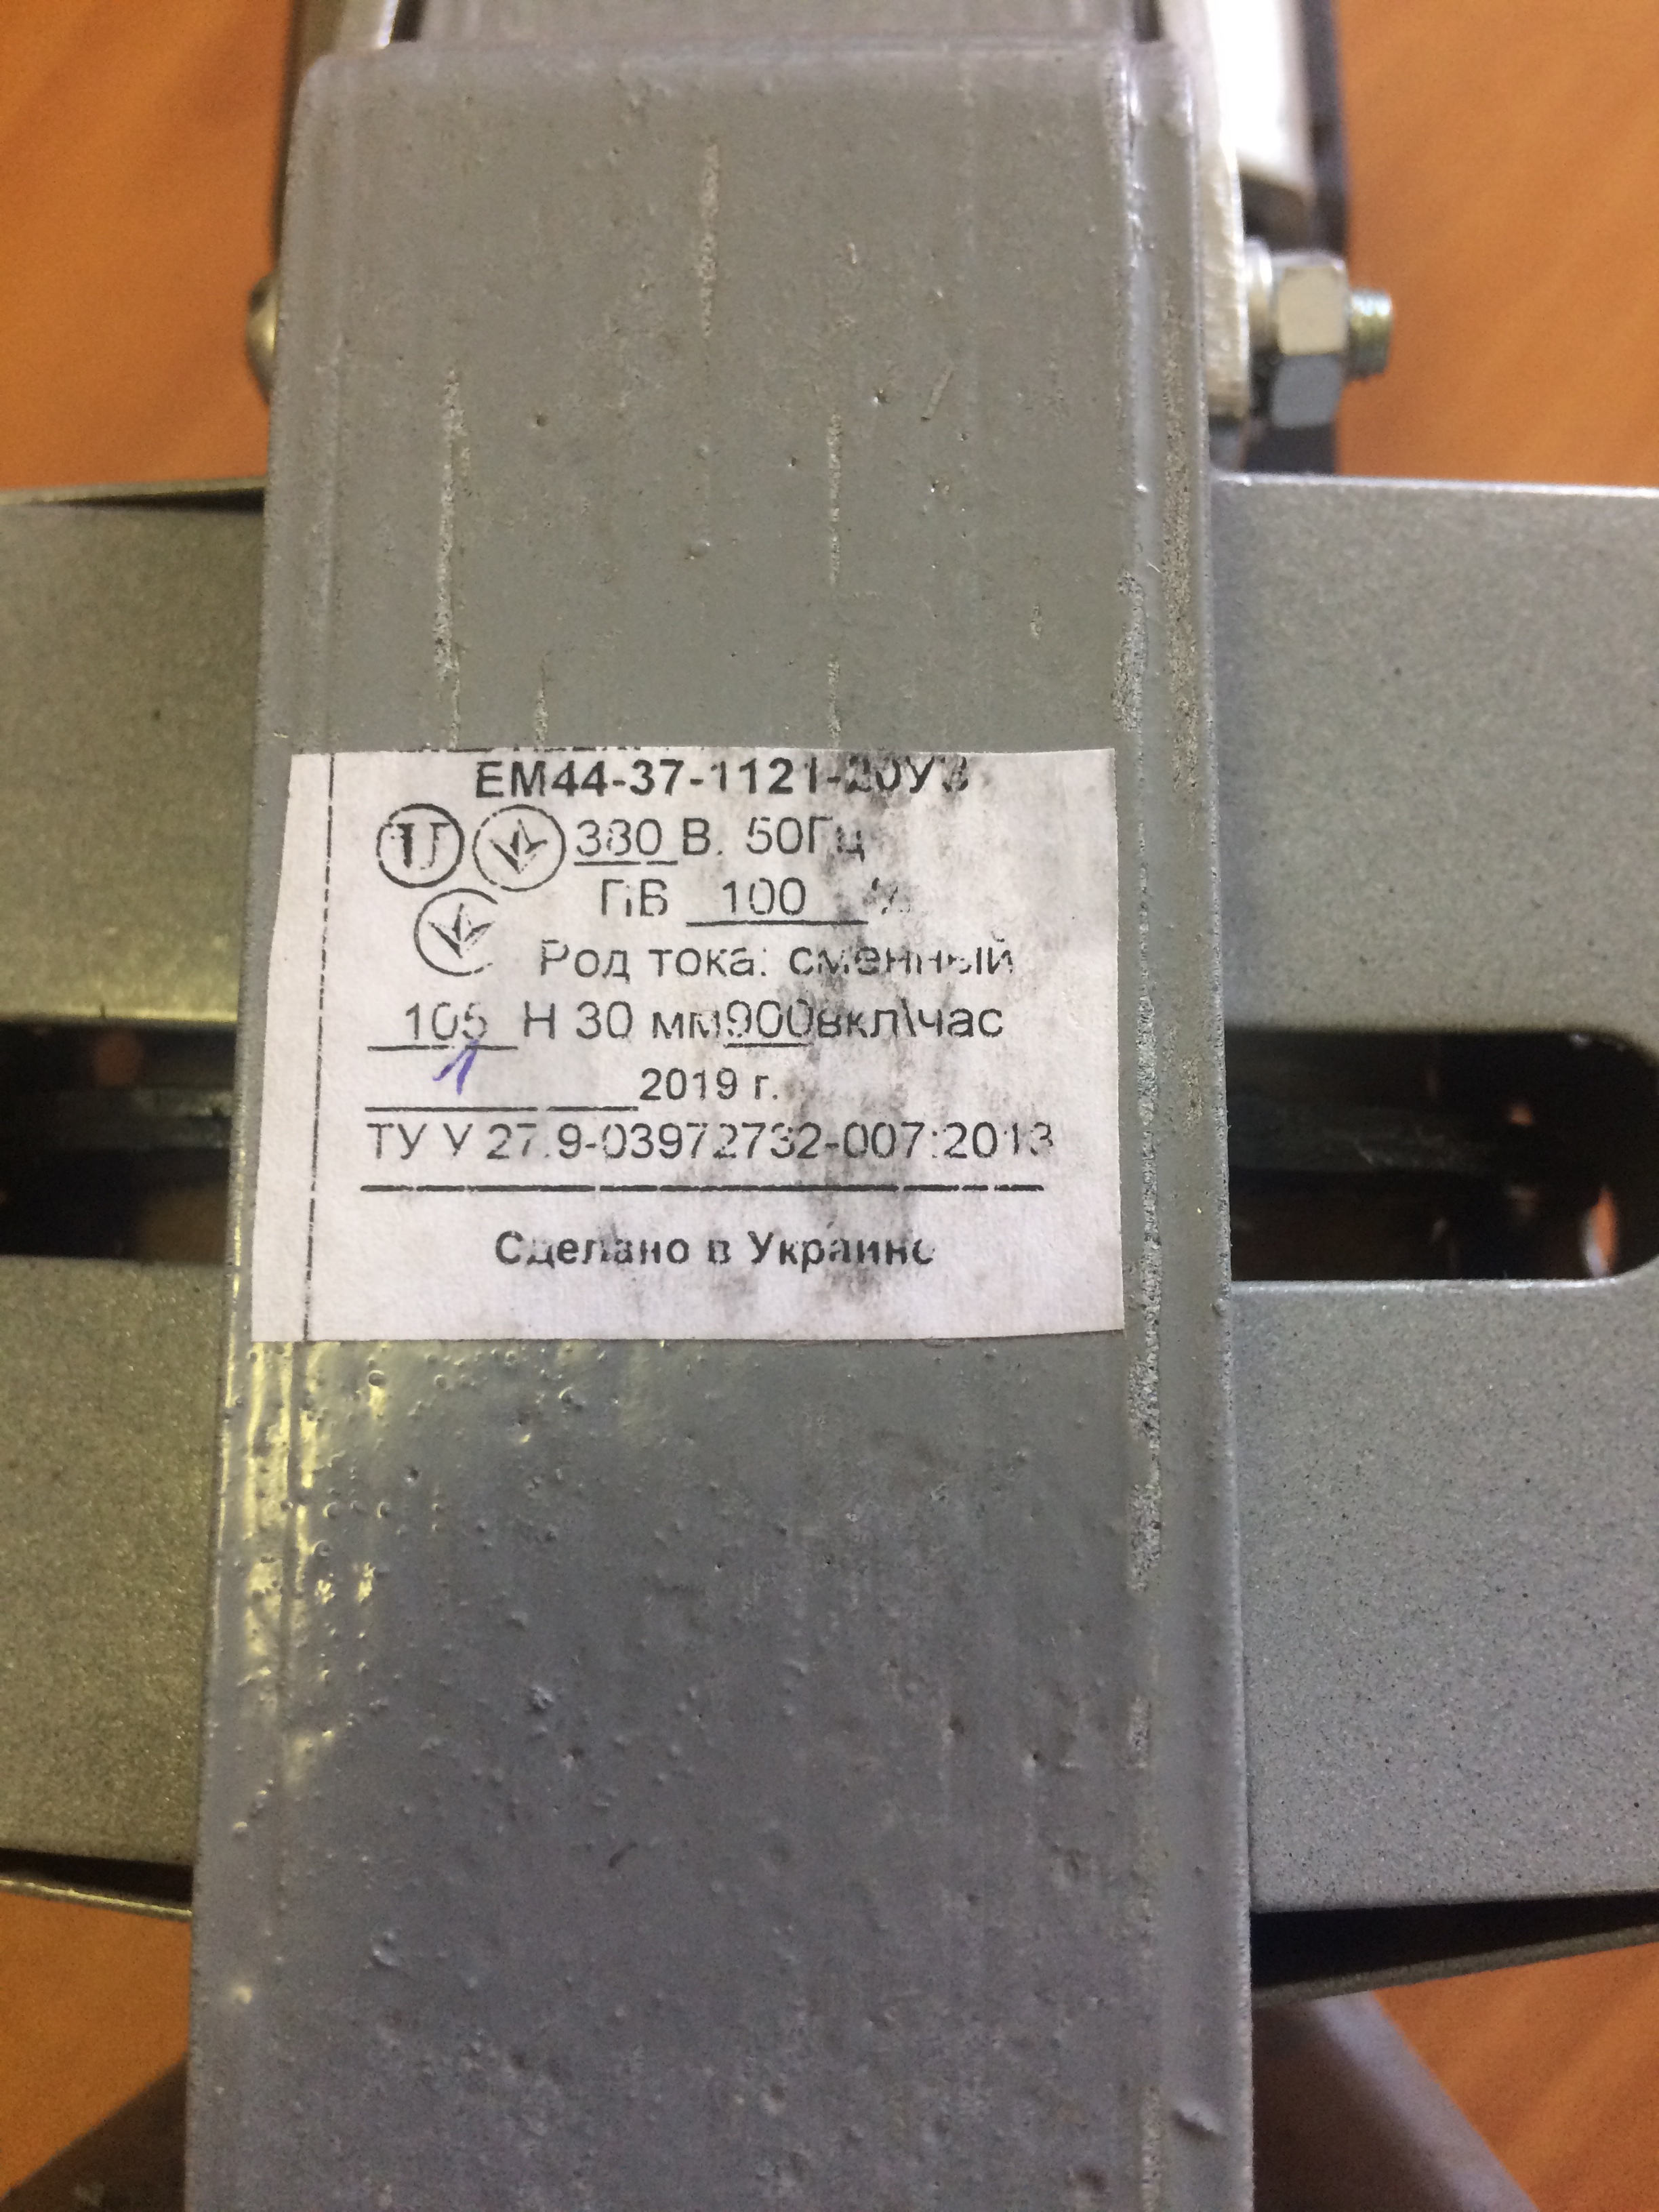 ЕМ44-37-1121-20У3
380 В. 50Гц
ПВ 100 %
Род тока: сменный
105 Н 30 мм900вкл\час
1 2019 г.
ТУ У 27.9-03972732-007:2013
Сделано в Украине